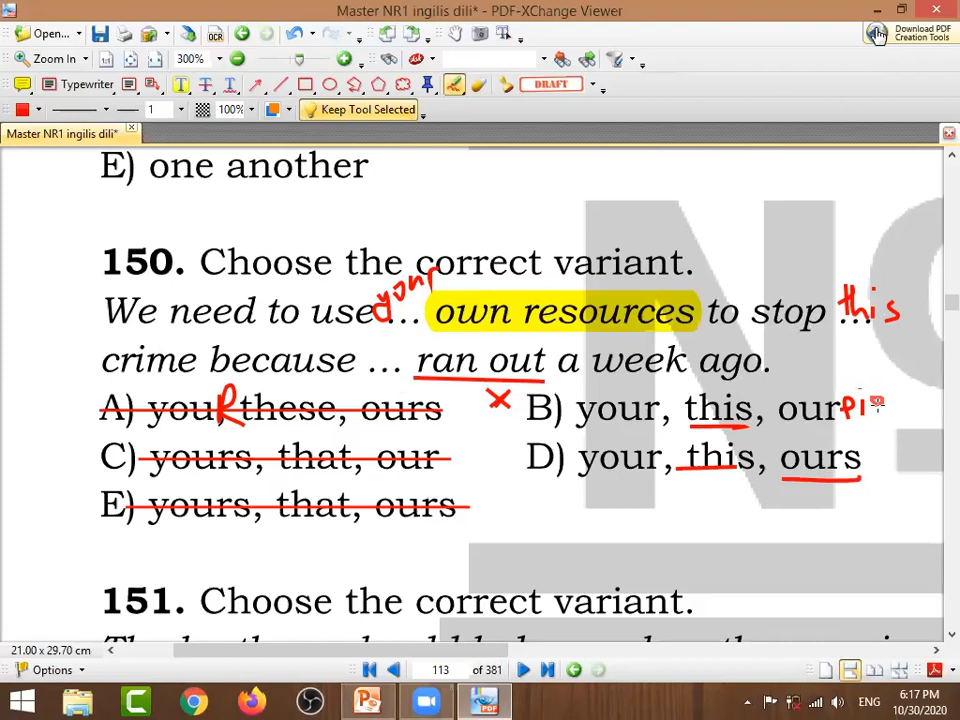 Master NR1 ingilis dili* - PDF-XChange Viewer
Open...
OCR
Download PDF
Creation Tools
Zoom In
300%
Typewriter
DRAFT
1
100%
Keep Tool Selected
Master NR1 ingilis dili*
E) one another
150. Choose the correct variant.
your
We need to use ... own resources to stop ... this
crime because ... ran out a week ago.
A) your, these, ours
B) your, this, our
C) yours, that, our
D) your, this, ours
E) yours, that, ours
151. Choose the correct variant.
21.00 x 29.70 cm
Options
113
of 381
ENG
6:17 PM
10/30/2020